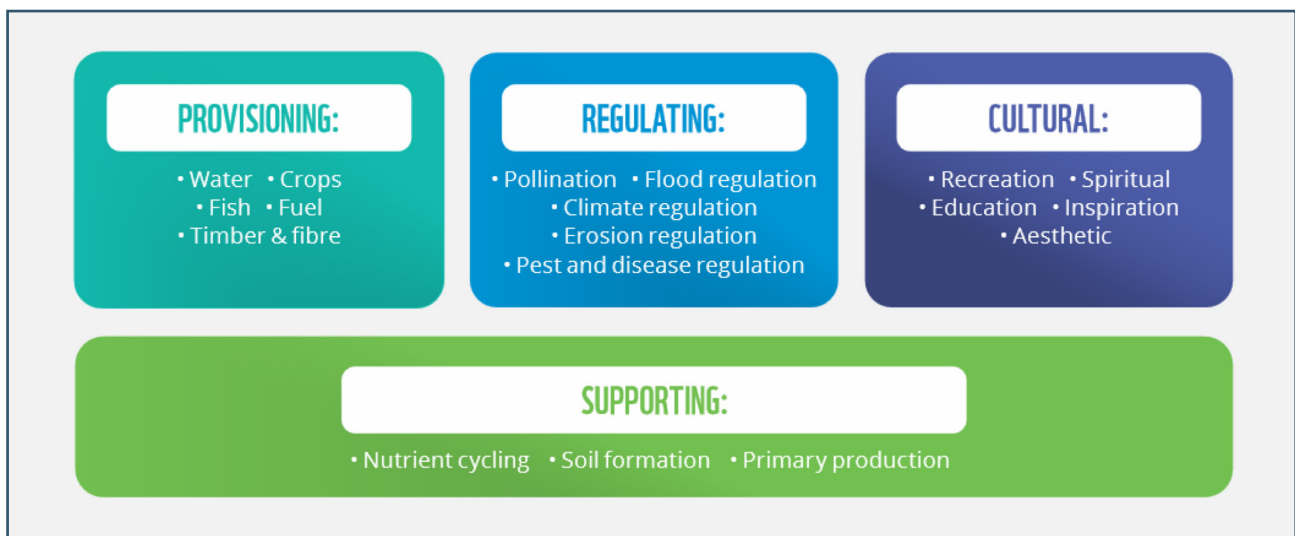 PROVISIONING:
• Water • Crops
• Fish • Fuel
• Timber & fibre
REGULATING:
• Pollination • Flood regulation
• Climate regulation
• Erosion regulation
• Pest and disease regulation
CULTURAL:
• Recreation • Spiritual
• Education • Inspiration
• Aesthetic
SUPPORTING:
• Nutrient cycling • Soil formation • Primary production